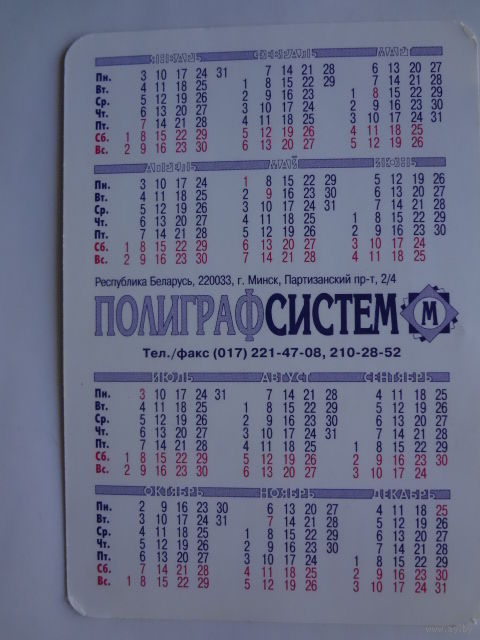 ЯНВАРЬ ФЕВРАЛЬ МАРТ
Пн. 3 10 17 24 31 7 14 21 28 6 13 20 27
Вт. 4 11 18 25 1 8 15 22 29 7 14 21 28
Ср. 5 12 19 26 2 9 16 23 1 8 15 22 29
Чт. 6 13 20 27 3 10 17 24 2 9 16 23 30
Пт. 7 14 21 28 4 11 18 25 3 10 17 24 31
Сб. 1 8 15 22 29 5 12 19 26 4 11 18 25
Вс. 2 9 16 23 30 6 13 20 27 5 12 19 26
АПРЕЛЬ МАЙ ИЮНЬ
Пн. 3 10 17 24 1 8 15 22 29 5 12 19 26
Вт. 4 11 18 25 2 9 16 23 30 6 13 20 27
Ср. 5 12 19 26 3 10 17 24 31 7 14 21 28
Чт. 6 13 20 27 4 11 18 25 1 8 15 22 29
Пт. 7 14 21 28 5 12 19 26 2 9 16 23 30
Сб. 1 8 15 22 29 6 13 20 27 3 10 17 24
Вс. 2 9 16 23 30 7 14 21 28 4 11 18 25
Республика Беларусь, 220033, г. Минск, Партизанский пр-т, 2/4
ПОЛИГРАФСИСТЕМ М
Тел./факс (017) 221-47-08, 210-28-52
ИЮЛЬ АВГУСТ СЕНТЯБРЬ
Пн. 3 10 17 24 31 7 14 21 28 4 11 18 25
Вт. 4 11 18 25 1 8 15 22 29 5 12 19 26
Ср. 5 12 19 26 2 9 16 23 30 6 13 20 27
Чт. 6 13 20 27 3 10 17 24 31 7 14 21 28
Пт. 7 14 21 28 4 11 18 25 1 8 15 22 29
Сб. 1 8 15 22 29 5 12 19 26 2 9 16 23 30
Вс. 2 9 16 23 30 6 13 20 27 3 10 17 24
ОКТЯБРЬ НОЯБРЬ ДЕКАБРЬ
Пн. 2 9 16 23 30 6 13 20 27 4 11 18 25
Вт. 3 10 17 24 31 7 14 21 28 5 12 19 26
Ср. 4 11 18 25 1 8 15 22 29 6 13 20 27
Чт. 5 12 19 26 2 9 16 23 30 7 14 21 28
Пт. 6 13 20 27 3 10 17 24 1 8 15 22 29
Сб. 7 14 21 28 4 11 18 25 2 9 16 23 30
Вс. 1 8 15 22 29 5 12 19 26 3 10 17 24 31